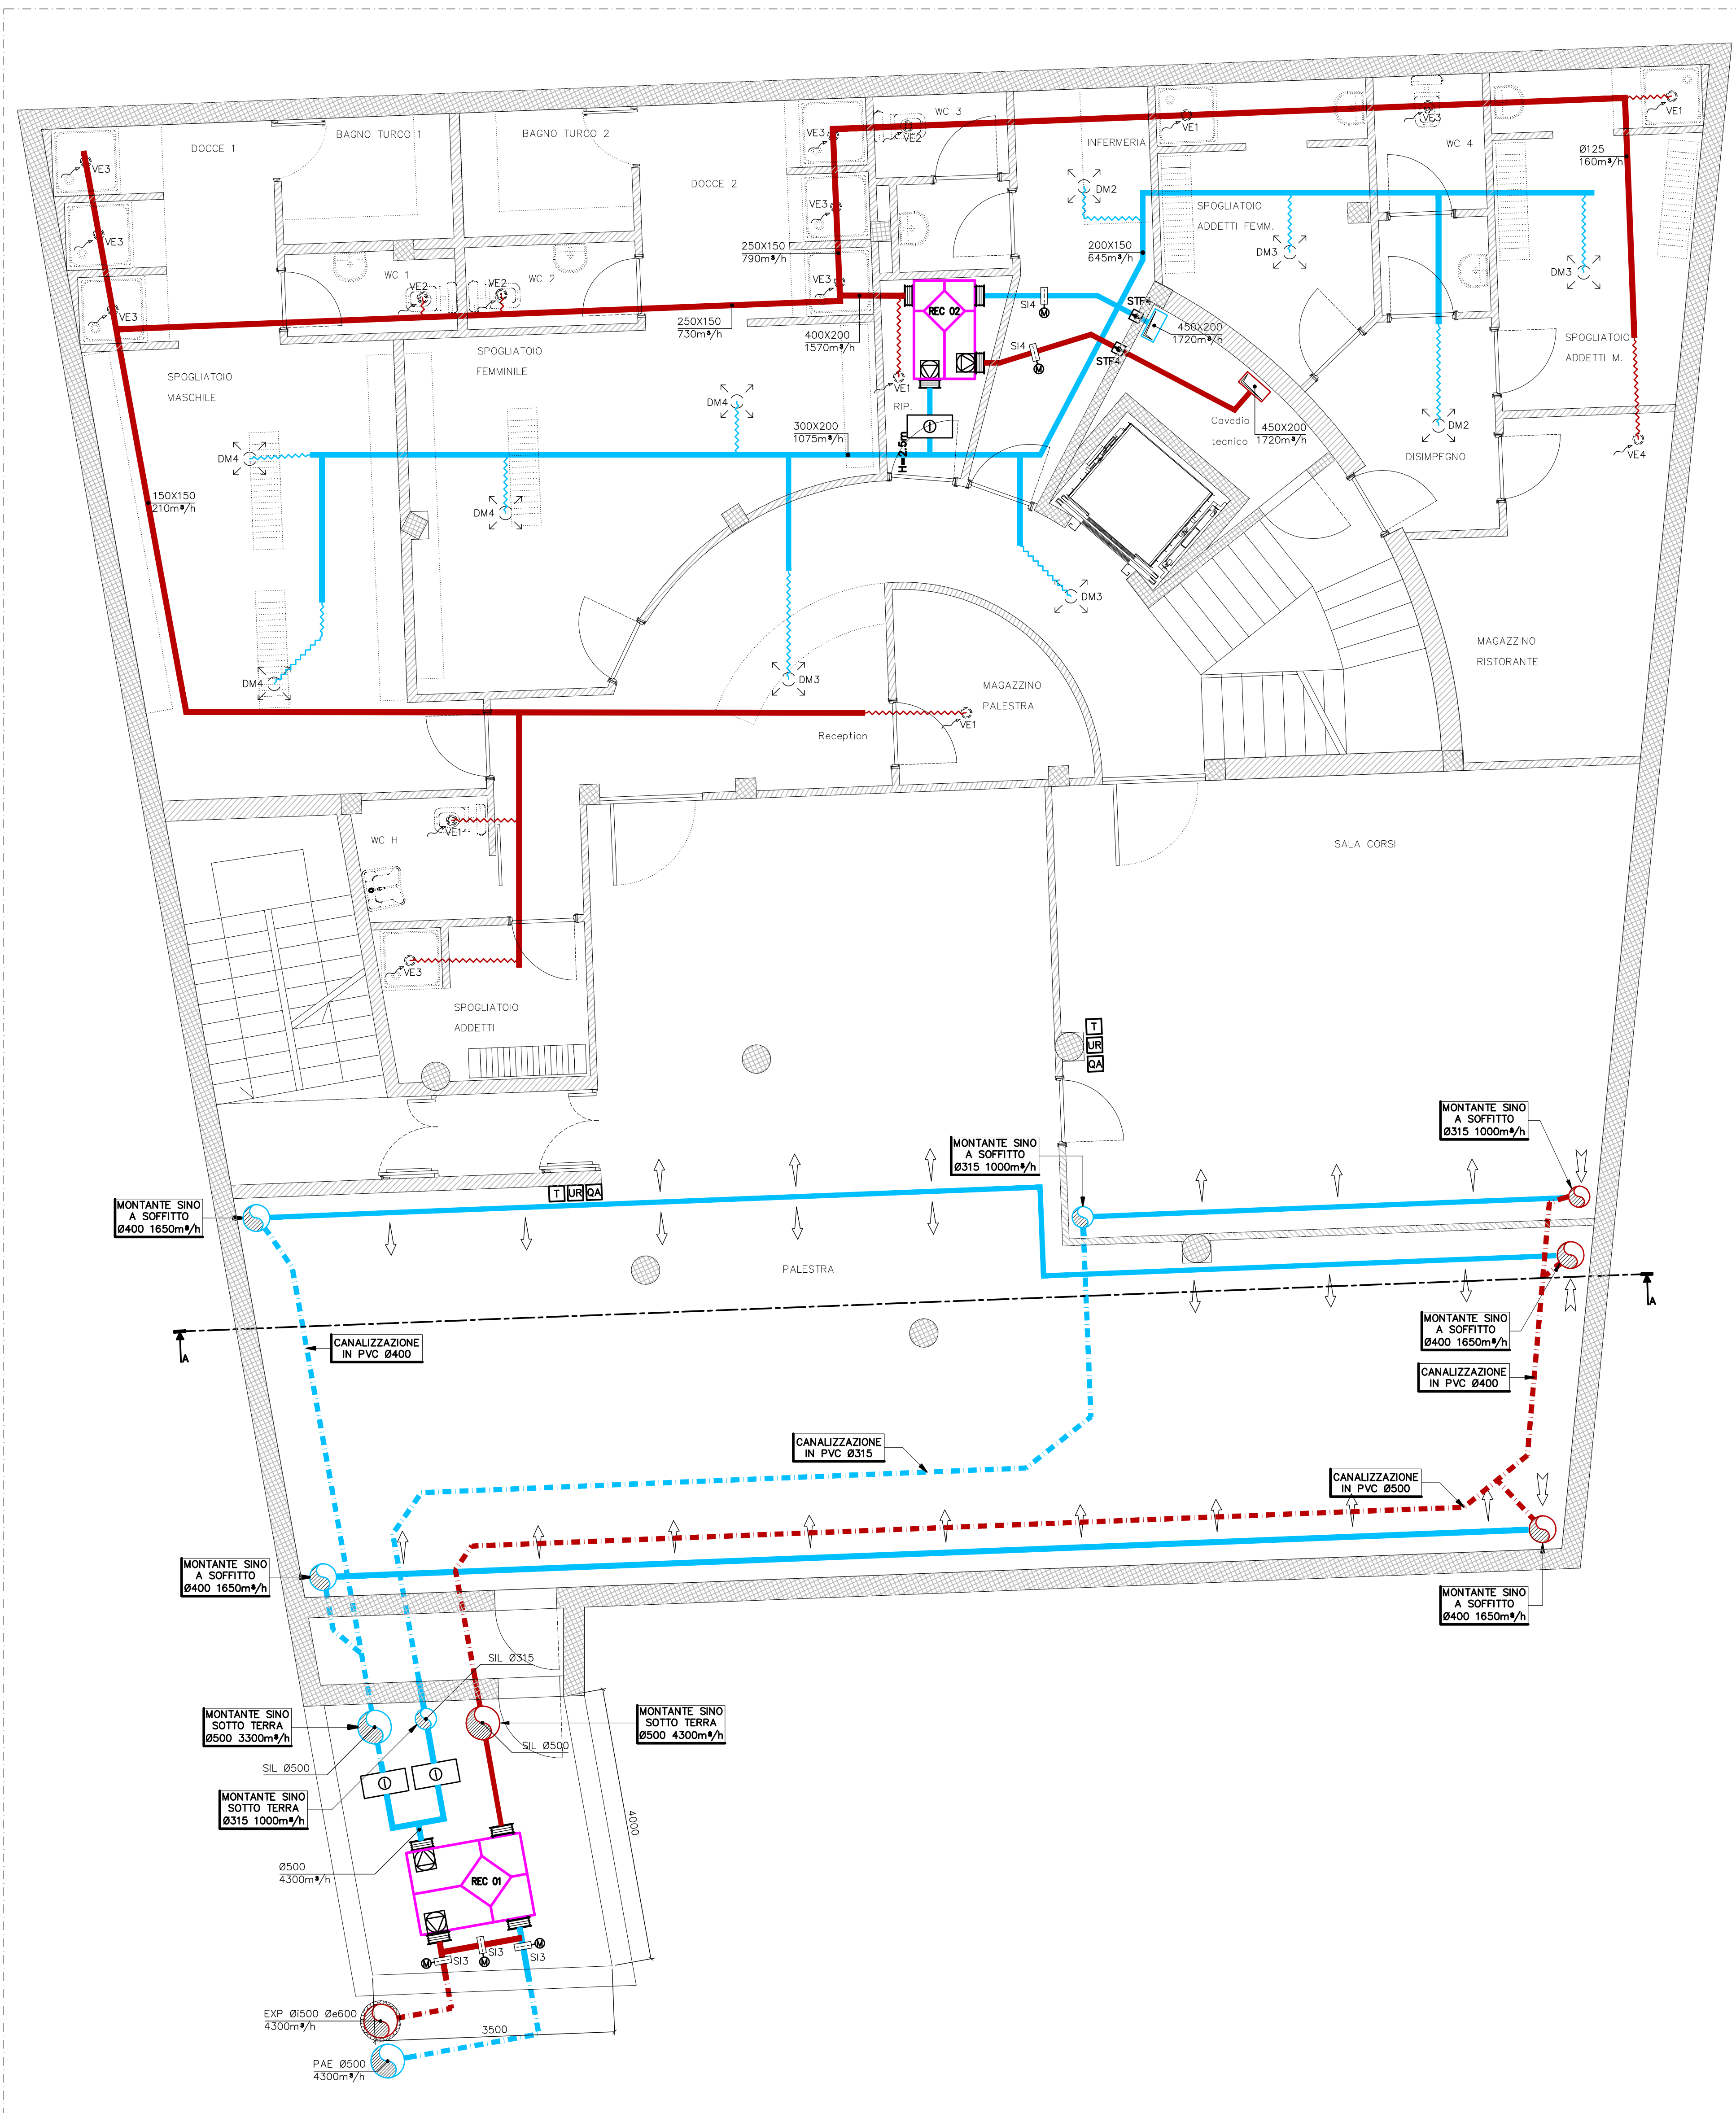 BAGNO TURCO 1
BAGNO TURCO 2
DOCCE 1
DOCCE 2
WC 3
INFERMERIA
WC 4
VE3
VE3
VE2
VE1
VE3
VE1
Ø125
160m³/h
VE3
VE3
VE3
VE3
DM2
SPOGLIATOIO
ADDETTI FEMM.
250X150
790m³/h
200X150
645m³/h
DM3
DM3
WC 1
WC 2
VE2
VE2
REC 02
SI4
M
STF4
450X200
1720m³/h
250X150
730m³/h
400X200
1570m³/h
SI4
M
STF4
SPOGLIATOIO
FEMMINILE
SPOGLIATOIO
MASCHILE
SPOGLIATOIO
ADDETTI M.
VE1
RIP.
H=2.5m
DM4
300X200
1075m³/h
Cavedio
tecnico
450X200
1720m³/h
DM2
DISIMPEGNO
VE4
DM4
DM4
150X150
210m³/h
DM3
DM4
DM3
MAGAZZINO
RISTORANTE
MAGAZZINO
PALESTRA
VE1
Reception
WC H
VE1
SALA CORSI
VE3
SPOGLIATOIO
ADDETTI
T
UR
QA
MONTANTE SINO
A SOFFITTO
Ø315 1000m³/h
MONTANTE SINO
A SOFFITTO
Ø315 1000m³/h
T UR QA
MONTANTE SINO
A SOFFITTO
Ø400 1650m³/h
PALESTRA
A
A
CANALIZZAZIONE
IN PVC Ø400
MONTANTE SINO
A SOFFITTO
Ø400 1650m³/h
CANALIZZAZIONE
IN PVC Ø400
CANALIZZAZIONE
IN PVC Ø315
CANALIZZAZIONE
IN PVC Ø500
MONTANTE SINO
A SOFFITTO
Ø400 1650m³/h
MONTANTE SINO
A SOFFITTO
Ø400 1650m³/h
SIL Ø315
MONTANTE SINO
SOTTO TERRA
Ø500 3300m³/h
MONTANTE SINO
SOTTO TERRA
Ø500 4300m³/h
SIL Ø500
SIL Ø500
MONTANTE SINO
SOTTO TERRA
Ø315 1000m³/h
4000
Ø500
4300m³/h
REC 01
M
SI3
M
SI3
M
SI3
EXP Øi500 Øe600
4300m³/h
3500
PAE Ø500
4300m³/h